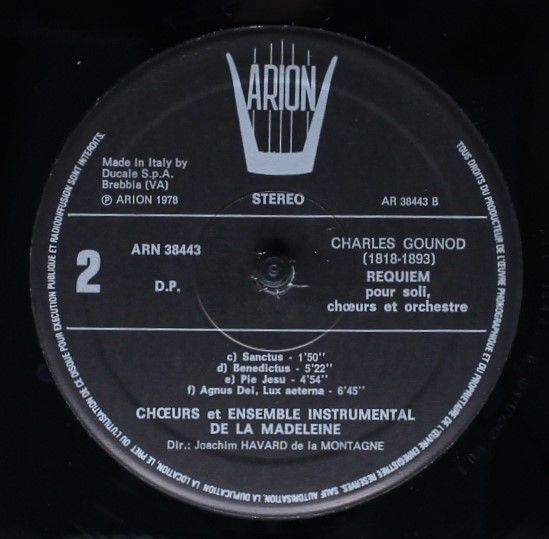 ARION
Made in Italy by
Ducale S.p.A.
Brebbia (VA)
℗ ARION 1978
STEREO
AR 38443 B
2
ARN 38443
D.P.
CHARLES GOUNOD
(1818-1893)
REQUIEM
pour soli,
chœurs et orchestre
c) Sanctus - 1'50''
d) Benedictus - 5'22''
e) Pie Jesu - 4'54''
f) Agnus Dei, Lux aeterna - 6'45''
CHŒURS et ENSEMBLE INSTRUMENTAL
DE LA MADELEINE
Dir.: Joachim HAVARD de la MONTAGNE
TOUS DROITS DU PRODUCTEUR DE L'ŒUVRE PHONOGRAPHIQUE ET DU PROPRIETAIRE DE L'ŒUVRE ENREGISTREE RESERVES. SAUF AUTORISATION, LA DUPLICATION, LA LOCATION, LE PRET OU L'UTILISATION DE CE DISQUE POUR EXECUTION PUBLIQUE ET RADIODIFFUSION SONT INTERDITS.